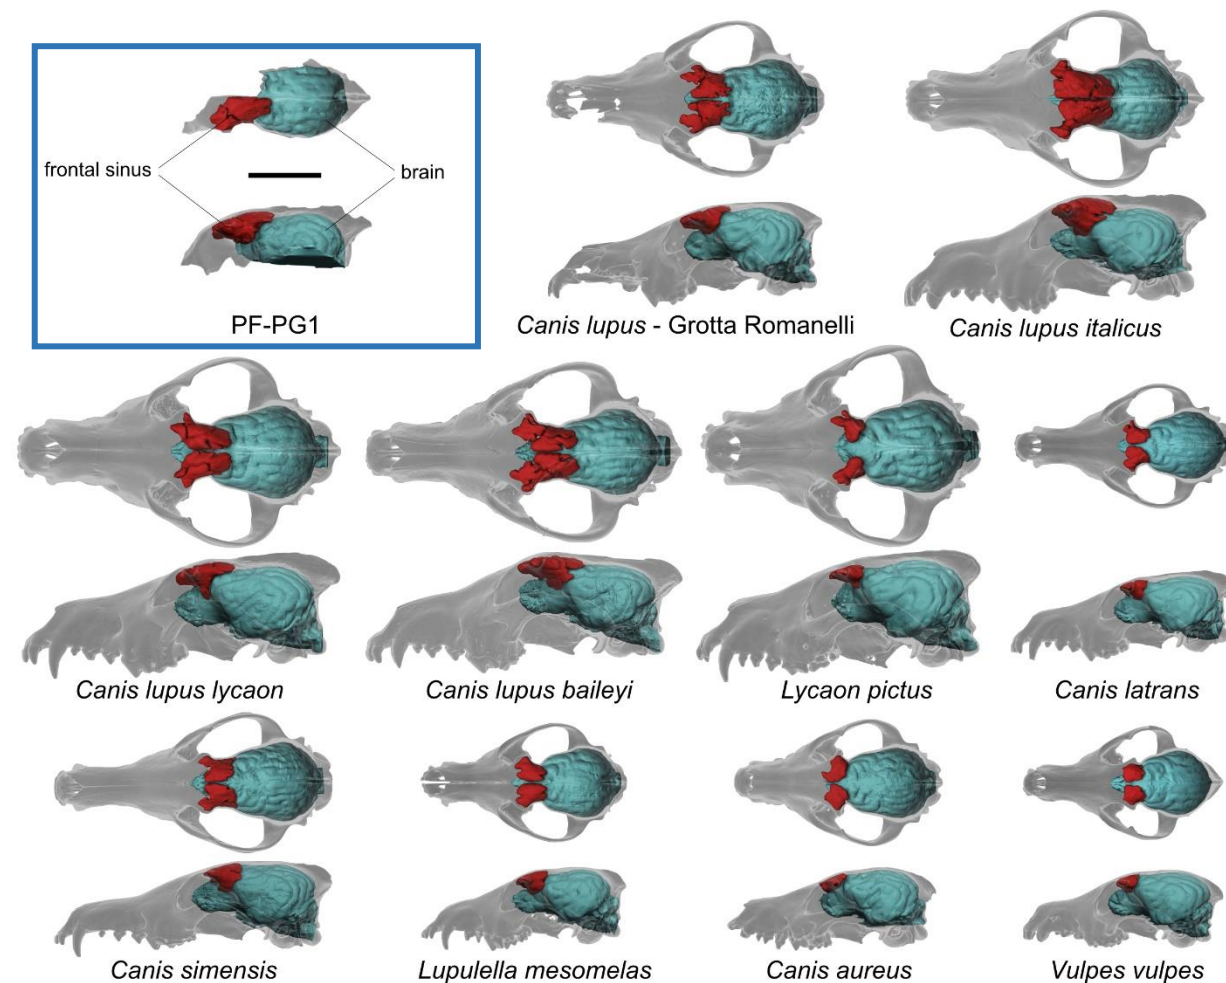 frontal sinus
brain
PF-PG1
Canis lupus - Grotta Romanelli
Canis lupus italicus
Canis lupus lycaon
Canis lupus baileyi
Lycaon pictus
Canis latrans
Canis simensis
Lupulella mesomelas
Canis aureus
Vulpes vulpes